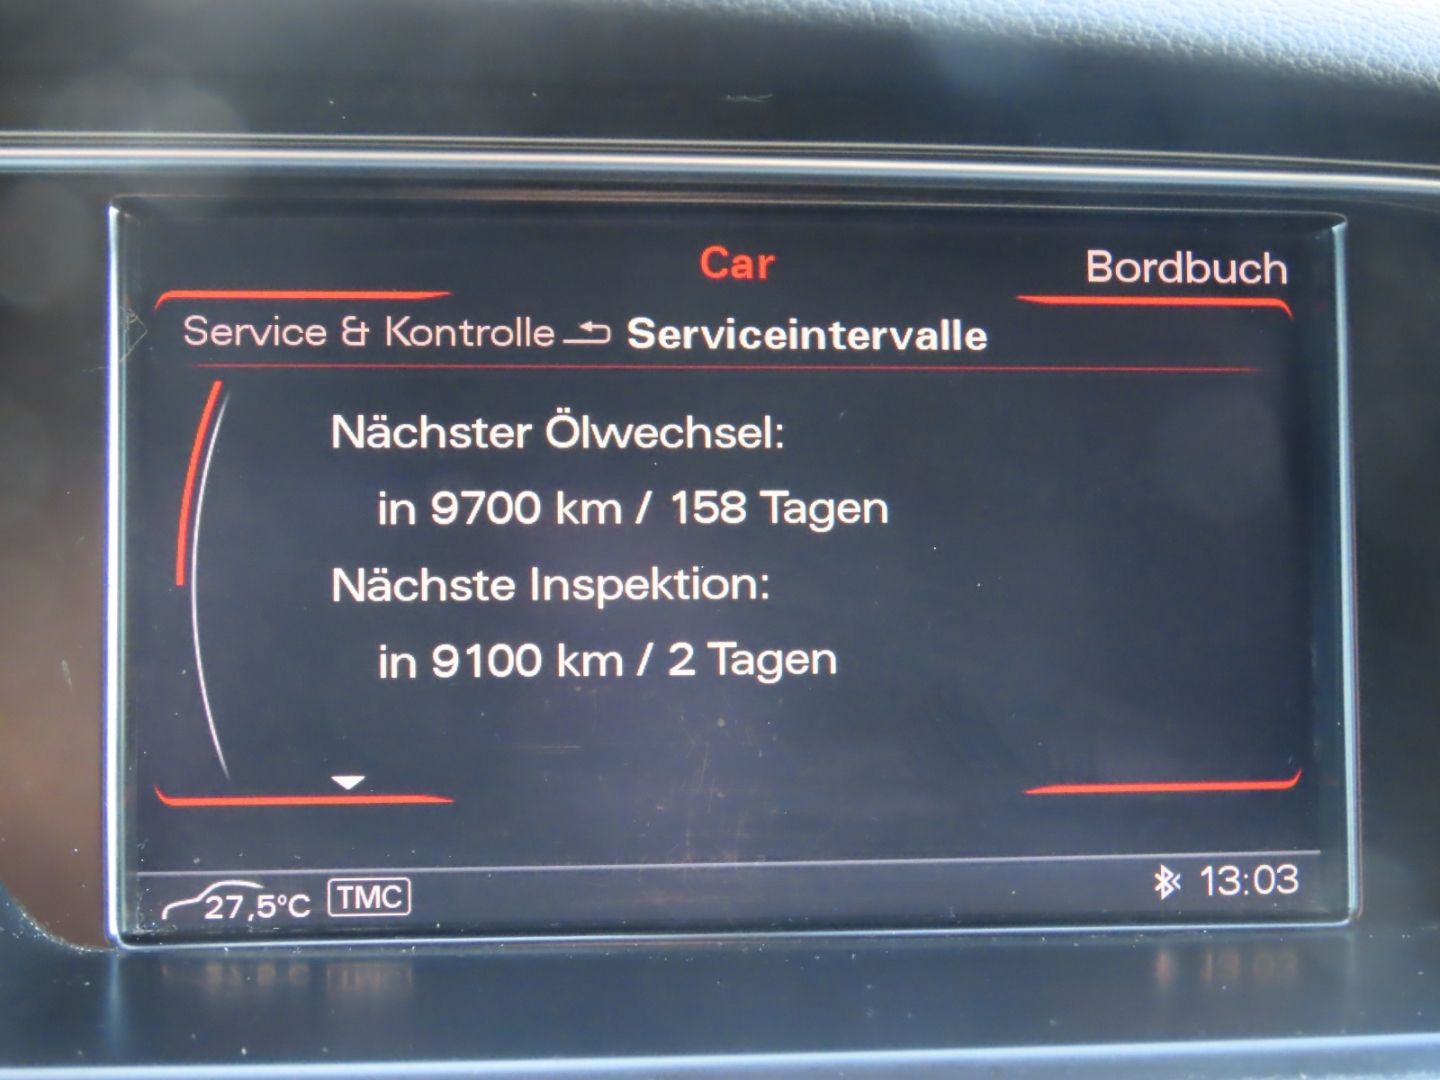 Car
Bordbuch
Service & Kontrolle Serviceintervalle
Nächster Ölwechsel:
in 9700 km / 158 Tagen
Nächste Inspektion:
in 9100 km / 2 Tagen
27,5°C TMC 13:03